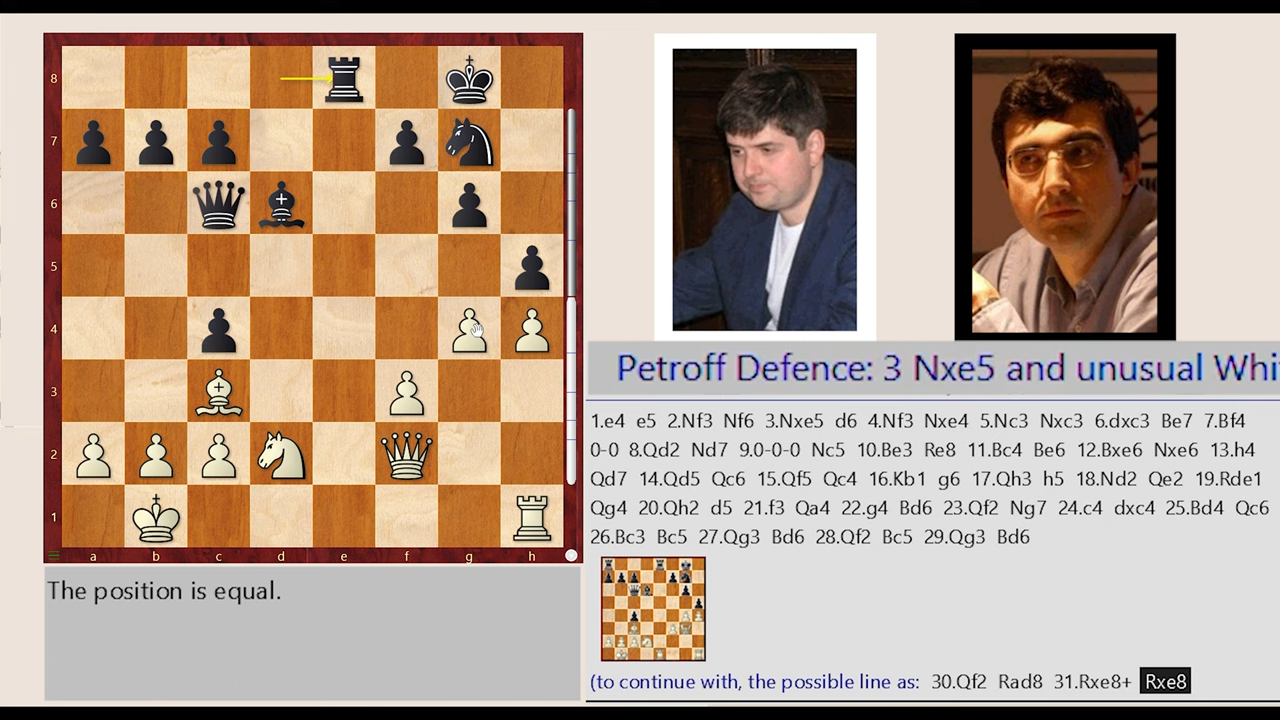 8
7
6
5
4
3
2
1
a b c d e f g h
The position is equal.
Petroff Defence: 3 Nxe5 and unusual Whi
1.e4 e5 2.Nf3 Nf6 3.Nxe5 d6 4.Nf3 Nxe4 5.Nc3 Nxc3 6.dxc3 Be7 7.Bf4
0-0 8.Qd2 Nd7 9.0-0-0 Nc5 10.Be3 Re8 11.Bc4 Be6 12.Bxe6 Nxe6 13.h4
Qd7 14.Qd5 Qc6 15.Qf5 Qc4 16.Kb1 g6 17.Qh3 h5 18.Nd2 Qe2 19.Rde1
Qg4 20.Qh2 d5 21.f3 Qa4 22.g4 Bd6 23.Qf2 Ng7 24.c4 dxc4 25.Bd4 Qc6
26.Bc3 Bc5 27.Qg3 Bd6 28.Qf2 Bc5 29.Qg3 Bd6
(to continue with, the possible line as: 30.Qf2 Rad8 31.Rxe8+ Rxe8